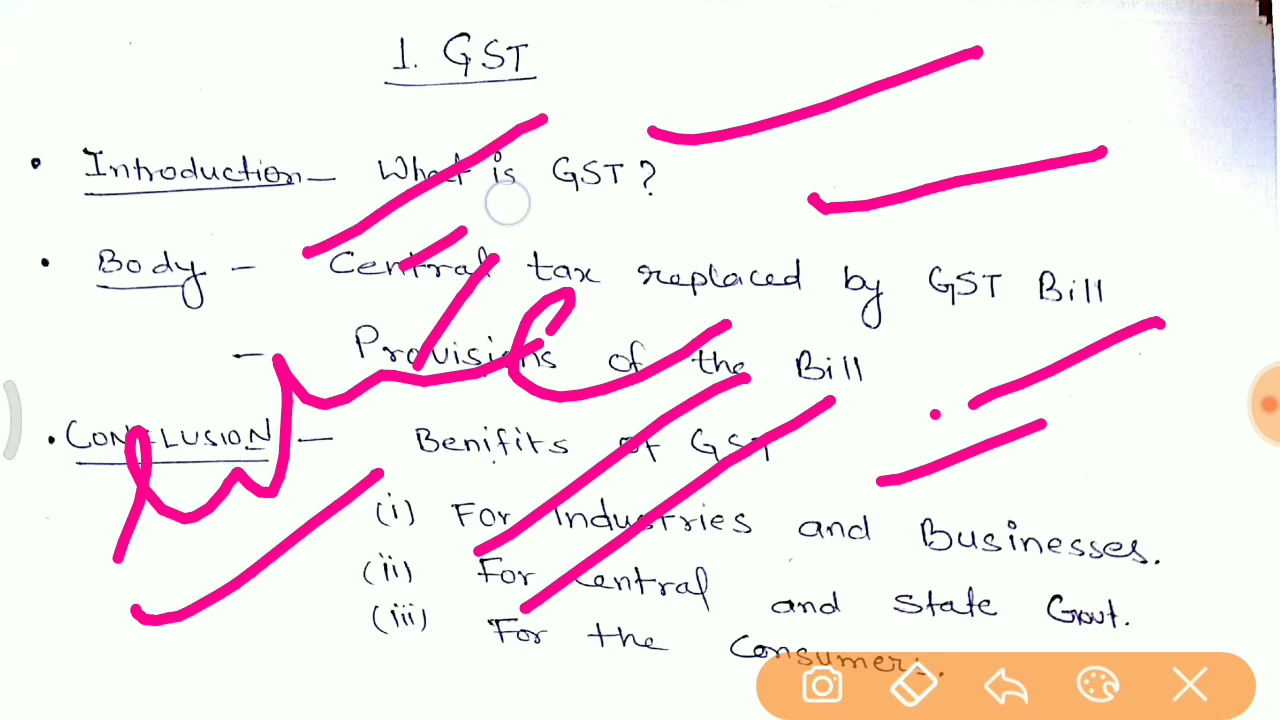 1. GST
• Introduction - What is GST?
• Body - Central tax replaced by GST Bill
- Provisions of the Bill
• CONCLUSION - Benifits of GST
(i) For Industries and Businesses.
(ii) For Central and State Govt.
(iii) For the Consumer.